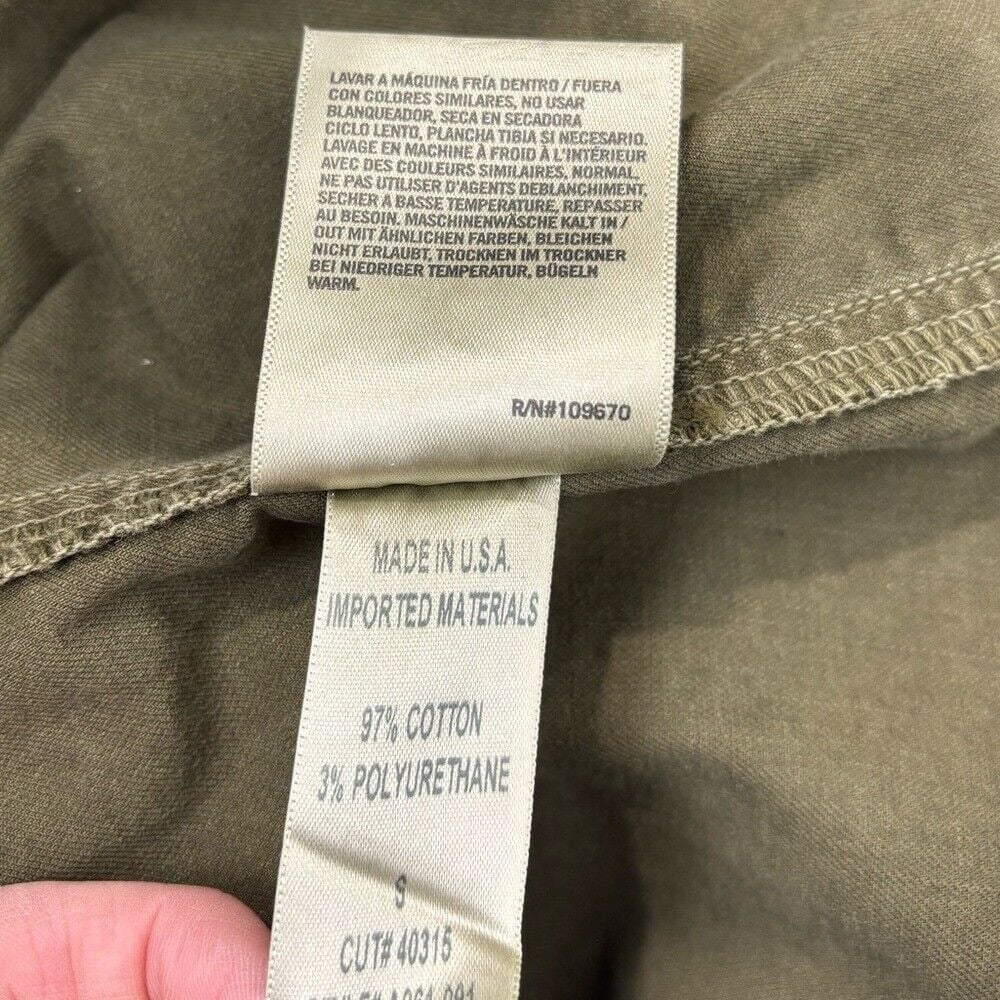 LAVAR A MÁQUINA FRÍA DENTRO / FUERA
CON COLORES SIMILARES, NO USAR
BLANQUEADOR, SECA EN SECADORA
CICLO LENTO, PLANCHA TIBIA SI NECESARIO.
LAVAGE EN MACHINE À FROID À L'INTÉRIEUR
AVEC DES COULEURS SIMILAIRES, NORMAL,
NE PAS UTILISER D'AGENTS DEBLANCHIMENT,
SECHER A BASSE TEMPERATURE, REPASSER
AU BESOIN. MASCHINENWÄSCHE KALT IN /
OUT MIT ÄHNLICHEN FARBEN, BLEICHEN
NICHT ERLAUBT, TROCKNEN IM TROCKNER
BEI NIEDRIGER TEMPERATUR, BÜGELN
WARM.
R/N#109670
MADE IN U.S.A.
IMPORTED MATERIALS
97% COTTON
3% POLYURETHANE
S
CUT# 40315